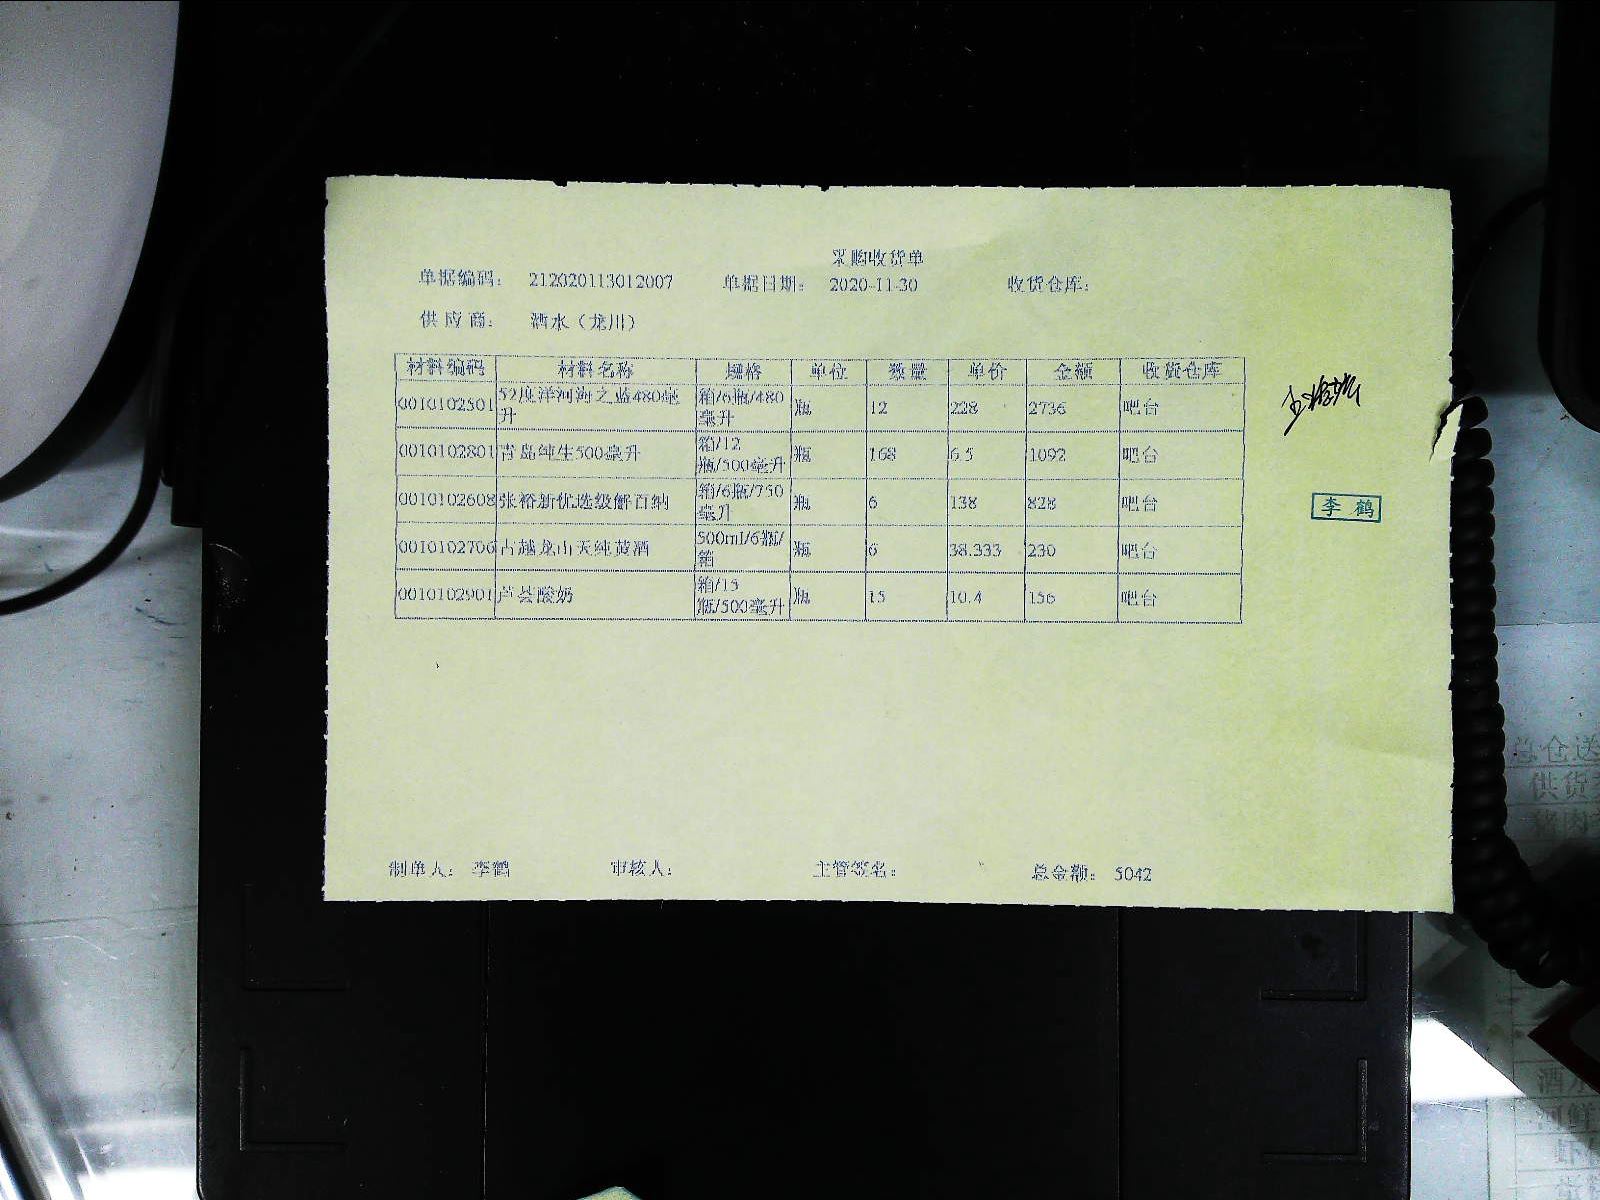 采购收货单
单据编码： 212020113012007 单据日期： 2020-11-30 收货仓库：
供应商： 酒水（龙川）
材料编码 材料名称 规格 单位 数量 单价 金额 收货仓库
0010102501 52度洋河海之蓝480毫升 箱/6瓶/480毫升 瓶 12 228 2736 吧台
0010102801 青岛纯生500毫升 箱/12瓶/500毫升 瓶 168 6.5 1092 吧台
0010102608 张裕新优选级解百纳 箱/6瓶/750毫升 瓶 6 138 828 吧台
0010102706 古越龙山天纯黄酒 500ml/6瓶/箱 瓶 6 38.333 230 吧台
0010102901 芦荟酸奶 箱/15瓶/500毫升 瓶 15 10.4 156 吧台
李鹤
制单人： 李鹤 审核人： 主管签名： 总金额： 5042
总仓送
供货
酒水
河鲜